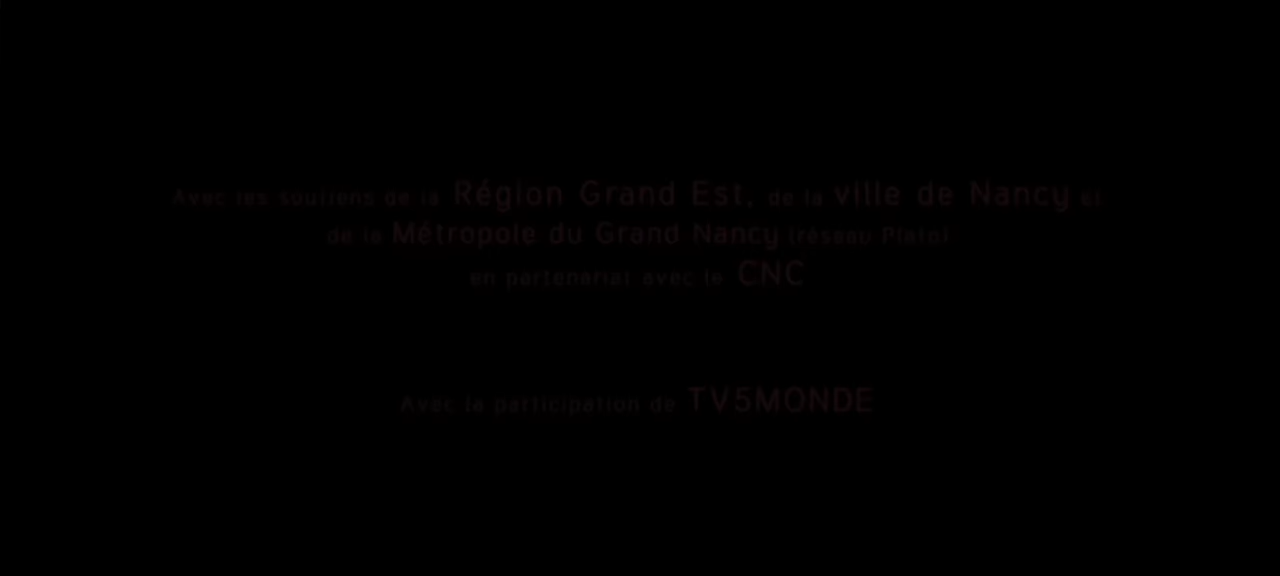 Avec les soutiens de la Région Grand Est, de la ville de Nancy et
de la Métropole du Grand Nancy (réseau Plato)
en partenariat avec le CNC
Avec la participation de TV5MONDE